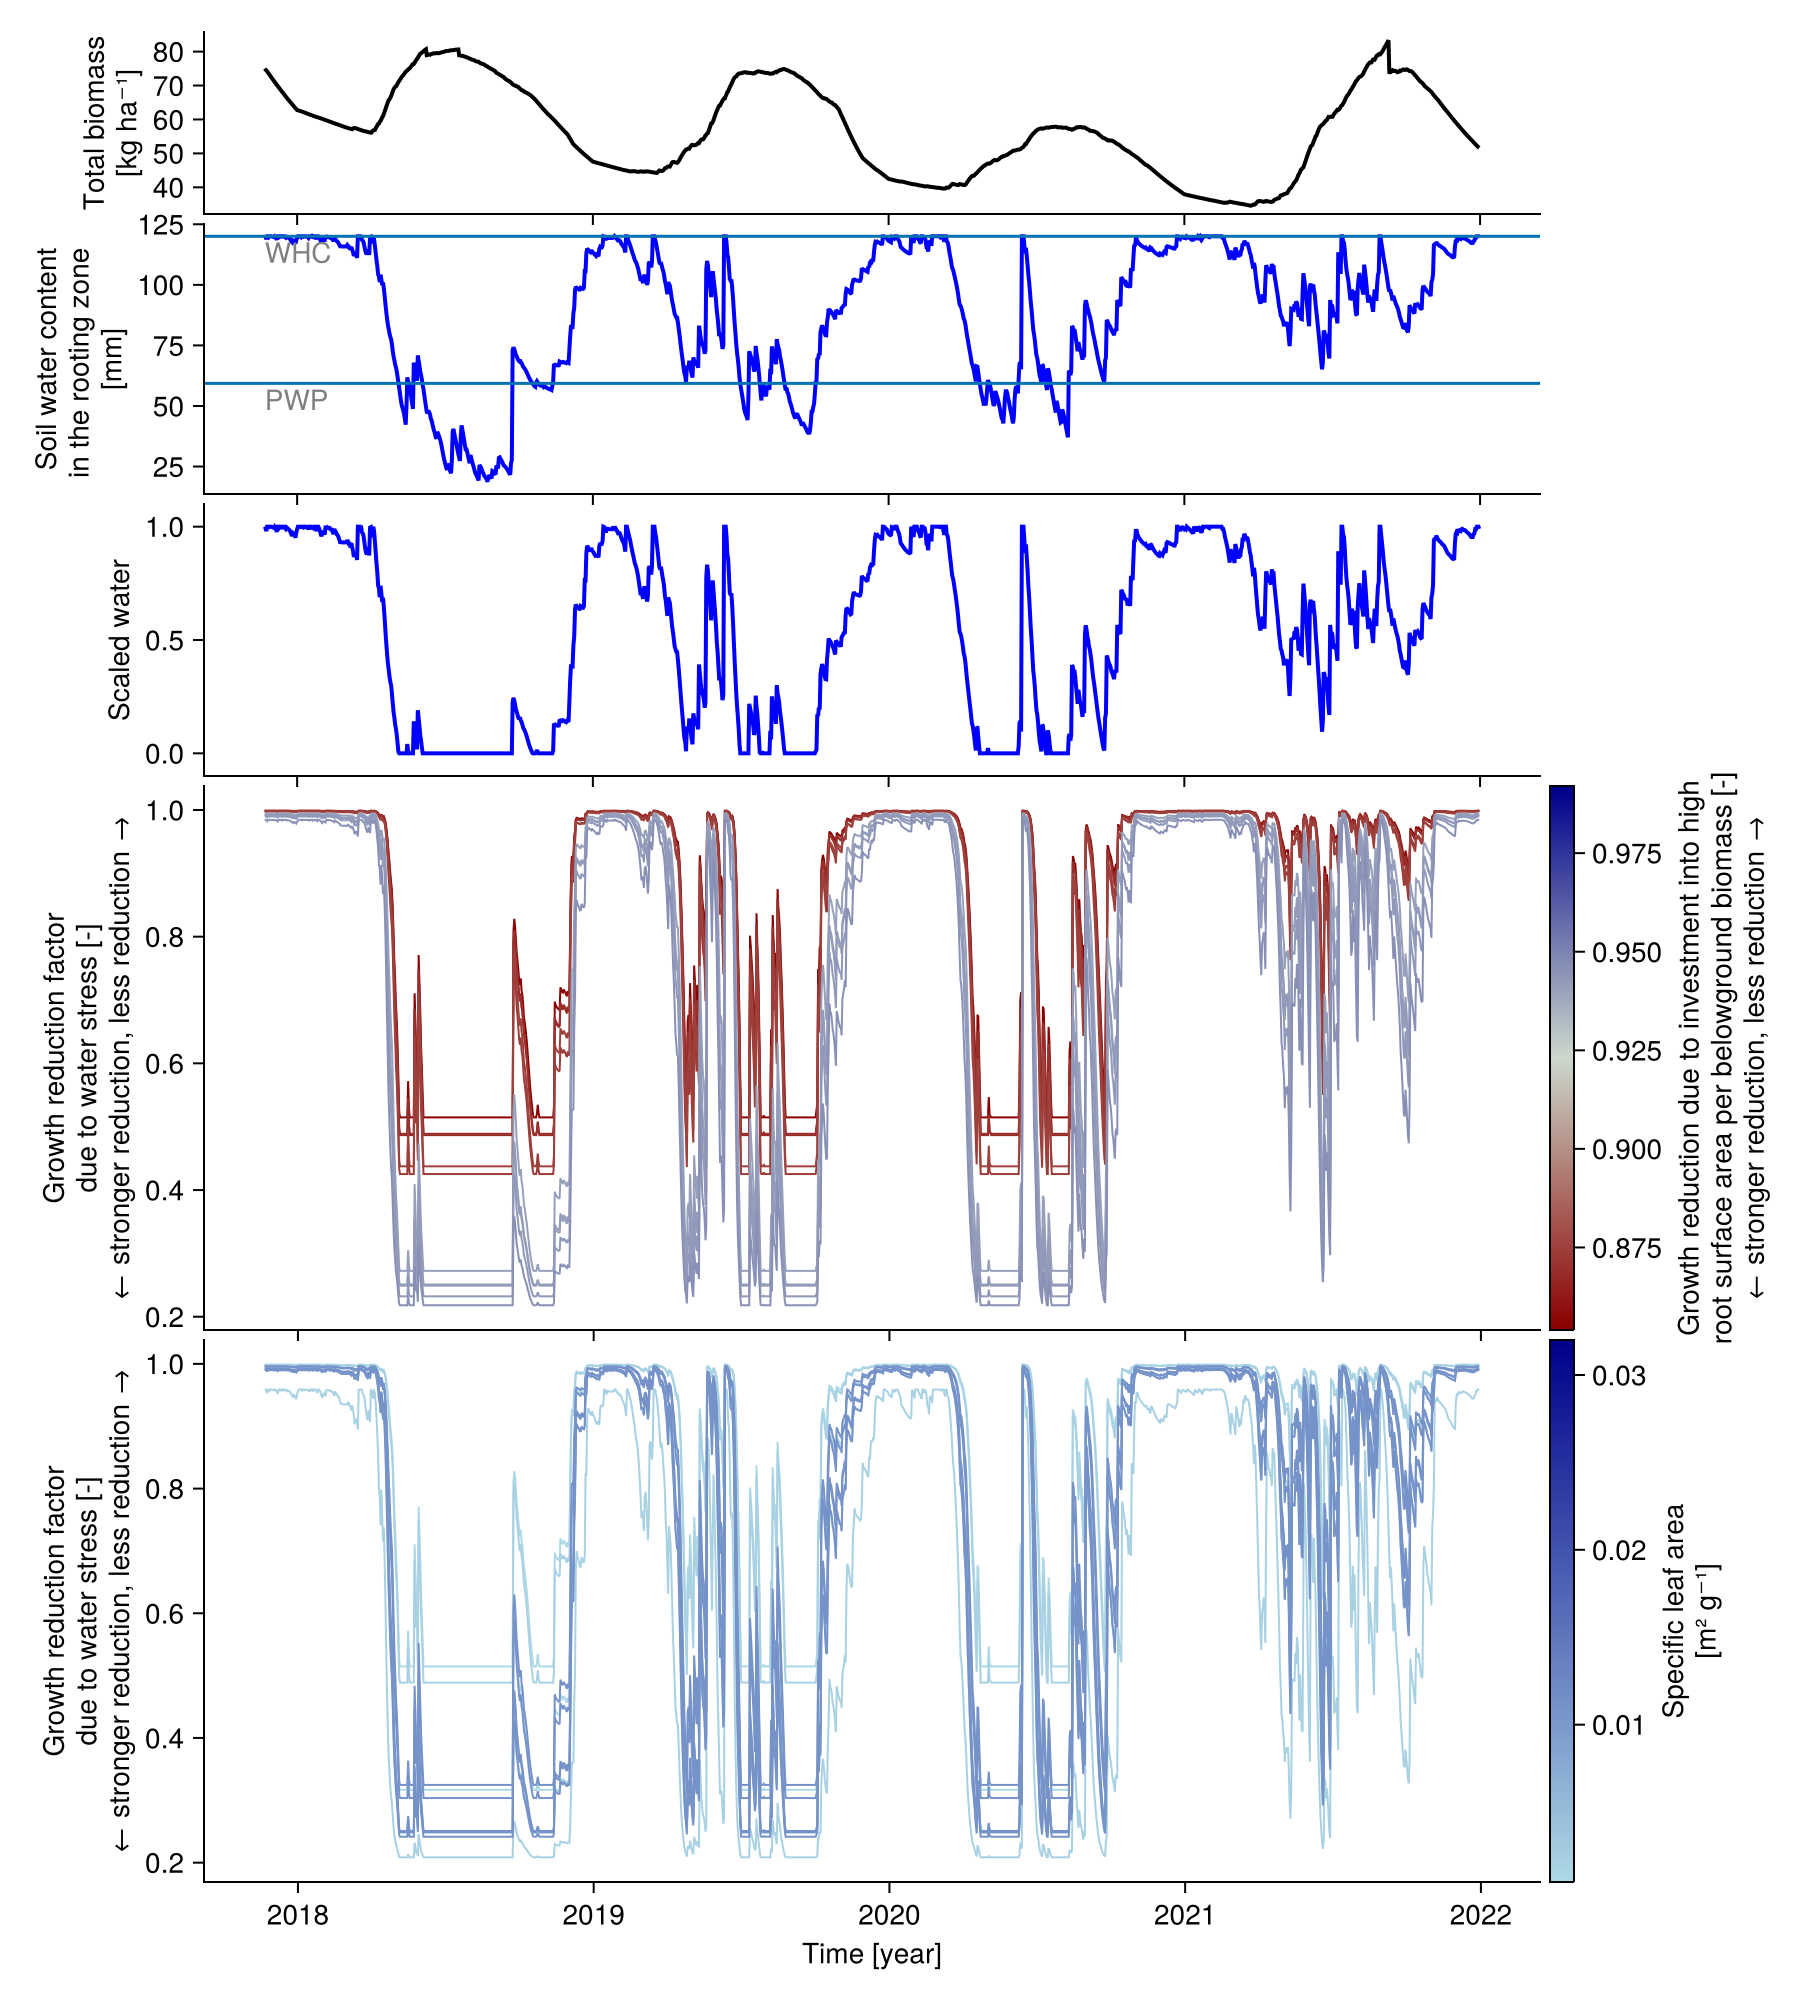 Total biomass
[kg ha⁻¹]
80
70
60
50
40
Soil water content
in the rooting zone
[mm]
125
100
75
50
25
WHC
PWP
Scaled water
1.0
0.5
0.0
Growth reduction factor
due to water stress [-]
← stronger reduction, less reduction →
1.0
0.8
0.6
0.4
0.2
0.975
0.950
0.925
0.900
0.875
Growth reduction due to investment into high
root surface area per belowground biomass [-]
← stronger reduction, less reduction →
Growth reduction factor
due to water stress [-]
← stronger reduction, less reduction →
1.0
0.8
0.6
0.4
0.2
0.03
0.02
0.01
Specific leaf area
[m² g⁻¹]
2018 2019 2020 2021 2022
Time [year]